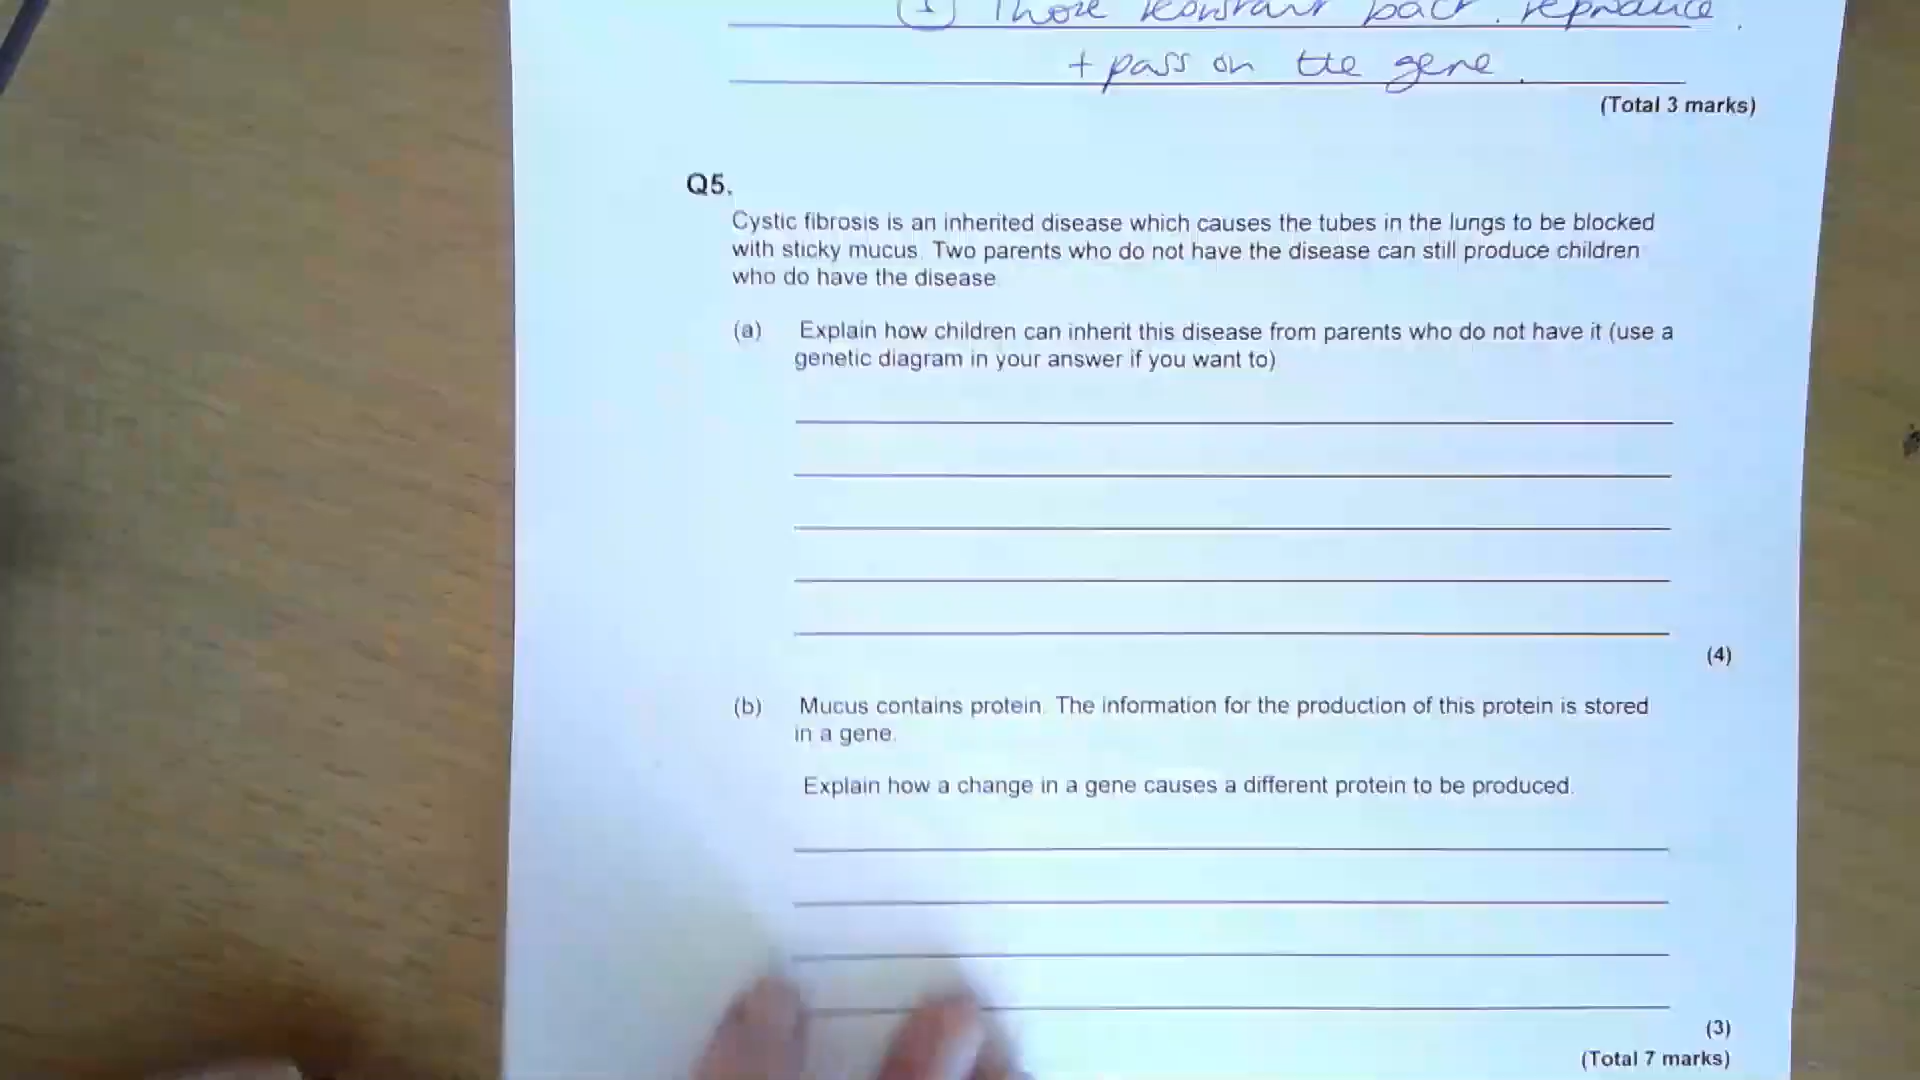 (1) Those resistant bact. reproduce.
+ pass on the gene.
(Total 3 marks)
Q5.
Cystic fibrosis is an inherited disease which causes the tubes in the lungs to be blocked
with sticky mucus. Two parents who do not have the disease can still produce children
who do have the disease.
(a) Explain how children can inherit this disease from parents who do not have it (use a
genetic diagram in your answer if you want to)
(4)
(b) Mucus contains protein. The information for the production of this protein is stored
in a gene.
Explain how a change in a gene causes a different protein to be produced.
(3)
(Total 7 marks)